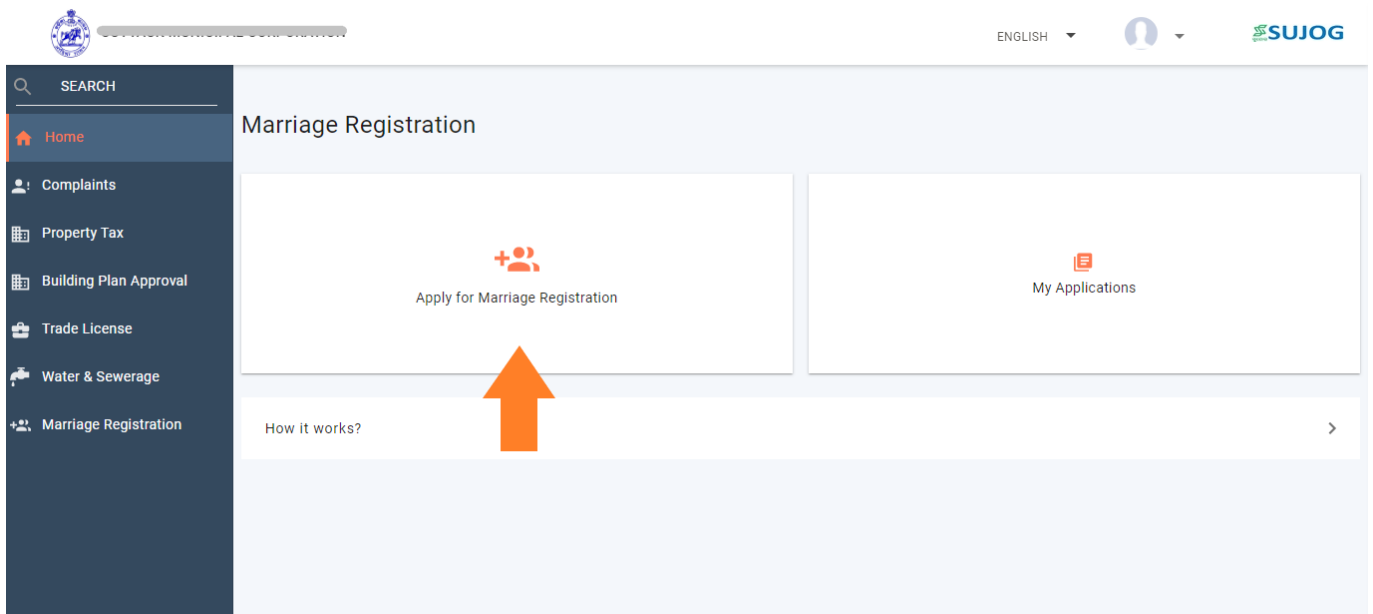 ENGLISH
SUJOG
SEARCH
Home
Complaints
Property Tax
Building Plan Approval
Trade License
Water & Sewerage
Marriage Registration
Marriage Registration
Apply for Marriage Registration
My Applications
How it works?